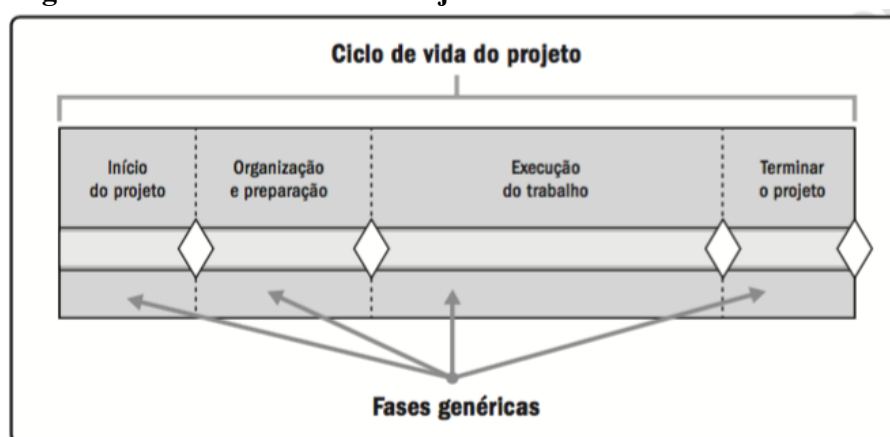 Ciclo de vida do projeto
Início
do projeto
Organização
e preparação
Execução
do trabalho
Terminar
o projeto
Fases genéricas